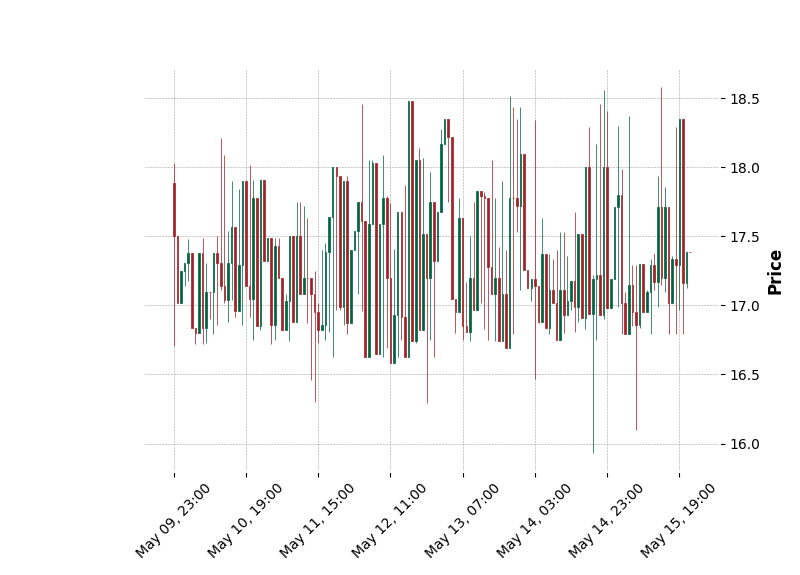 18.5
18.0
17.5
17.0
16.5
16.0
Price
May 09, 23:00
May 10, 19:00
May 11, 15:00
May 12, 11:00
May 13, 07:00
May 14, 03:00
May 14, 23:00
May 15, 19:00